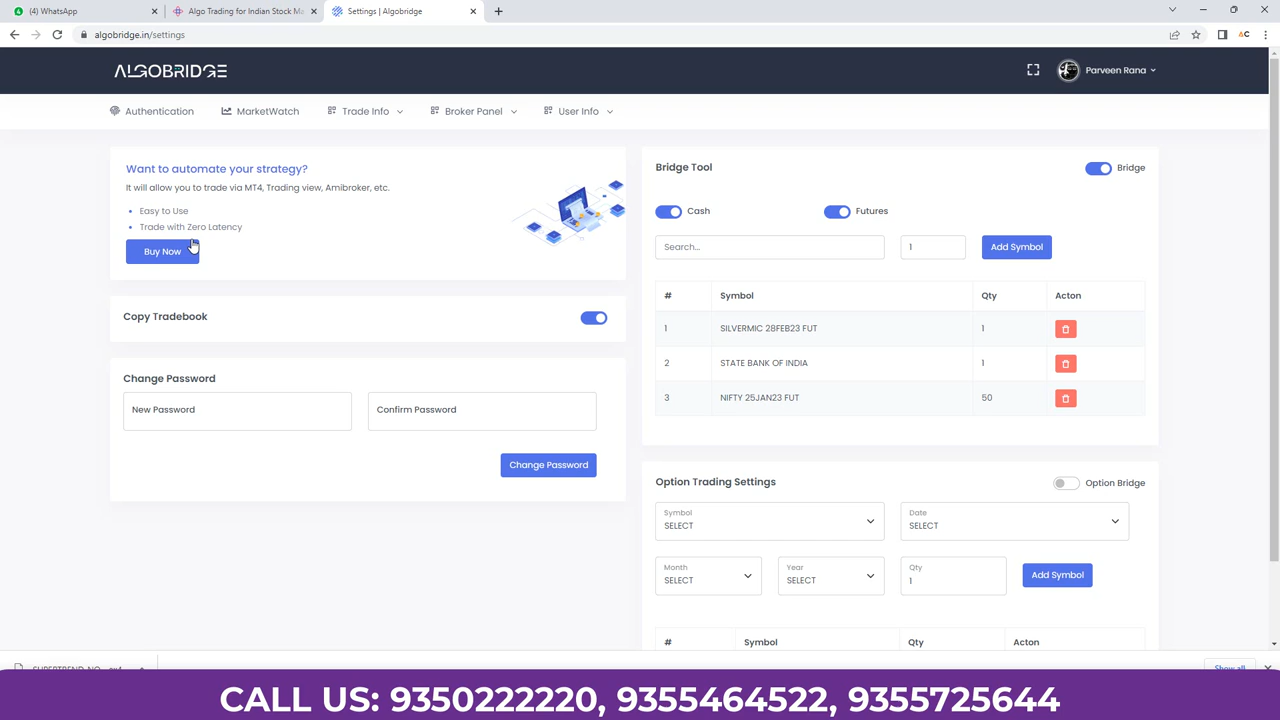 (4) WhatsApp
Algo Trading for Indian Stock Ma
Settings | Algobridge
algobridge.in/settings
AC
ALGOBRIDGE
Parveen Rana
Authentication
MarketWatch
Trade Info
Broker Panel
User Info
Want to automate your strategy?
It will allow you to trade via MT4, Trading view, Amibroker, etc.
• Easy to Use
• Trade with Zero Latency
Buy Now
Copy Tradebook
Change Password
New Password
Confirm Password
Change Password
Bridge Tool
Bridge
Cash
Futures
Search...
1
Add Symbol
# Symbol Qty Acton
1 SILVERMIC 28FEB23 FUT 1
2 STATE BANK OF INDIA 1
3 NIFTY 25JAN23 FUT 50
Option Trading Settings
Option Bridge
Symbol
SELECT
Date
SELECT
Month
SELECT
Year
SELECT
Qty
1
Add Symbol
# Symbol Qty Acton
Show all
CALL US: 9350222220, 9355464522, 9355725644